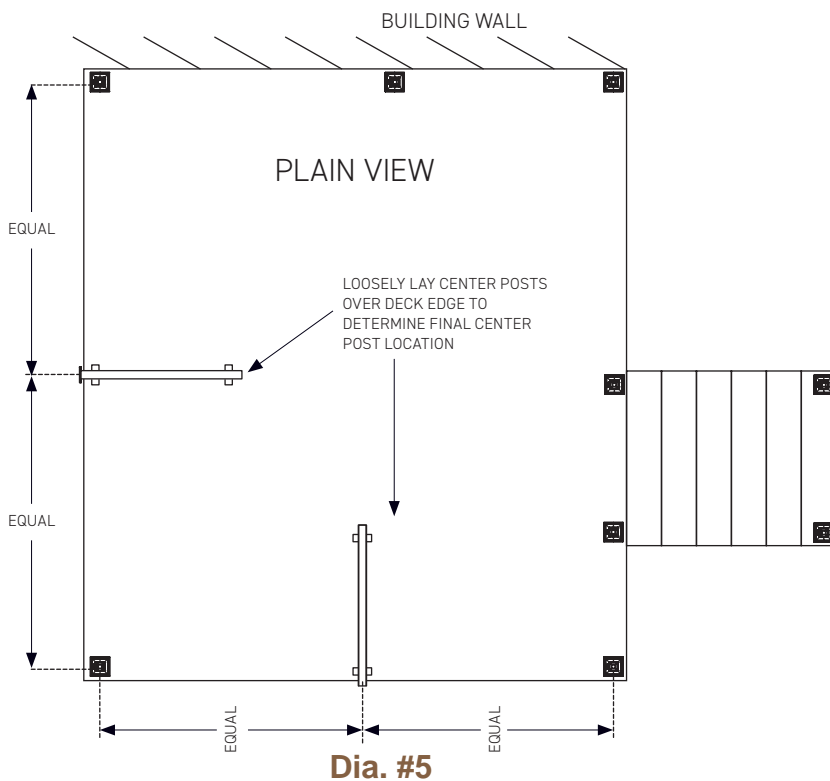 BUILDING WALL
PLAIN VIEW
EQUAL
LOOSELY LAY CENTER POSTS
OVER DECK EDGE TO
DETERMINE FINAL CENTER
POST LOCATION
EQUAL
EQUAL
EQUAL
Dia. #5